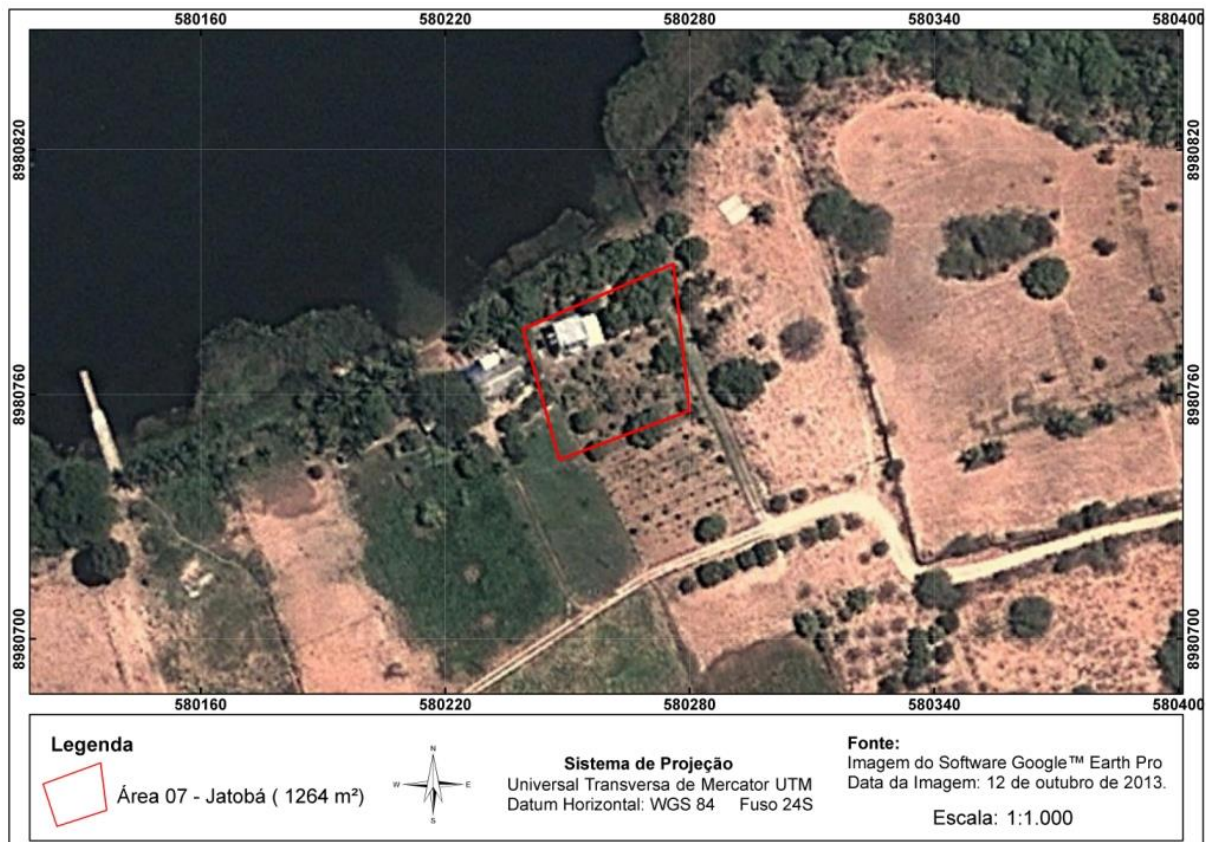 580160 580220 580280 580340 580400
8980820 8980820
8980760 8980760
8980700 8980700
580160 580220 580280 580340 580400
Legenda
Área 07 - Jatobá ( 1264 m²)
N
W E
S
Sistema de Projeção
Universal Transversa de Mercator UTM
Datum Horizontal: WGS 84 Fuso 24S
Fonte:
Imagem do Software Google™ Earth Pro
Data da Imagem: 12 de outubro de 2013.
Escala: 1:1.000